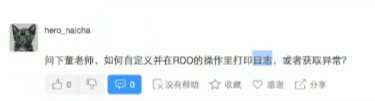 hero_naicha
问下董老师，如何自定义并在RDD的操作里打印日志，或者获取异常？
0 0 没有帮助 收藏 感谢 分享